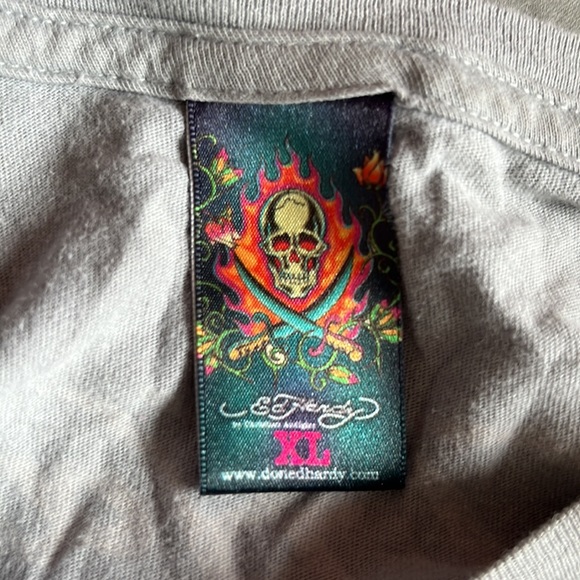 Ed Hardy
by Christian Audigier
XL
www.donedhardy.com